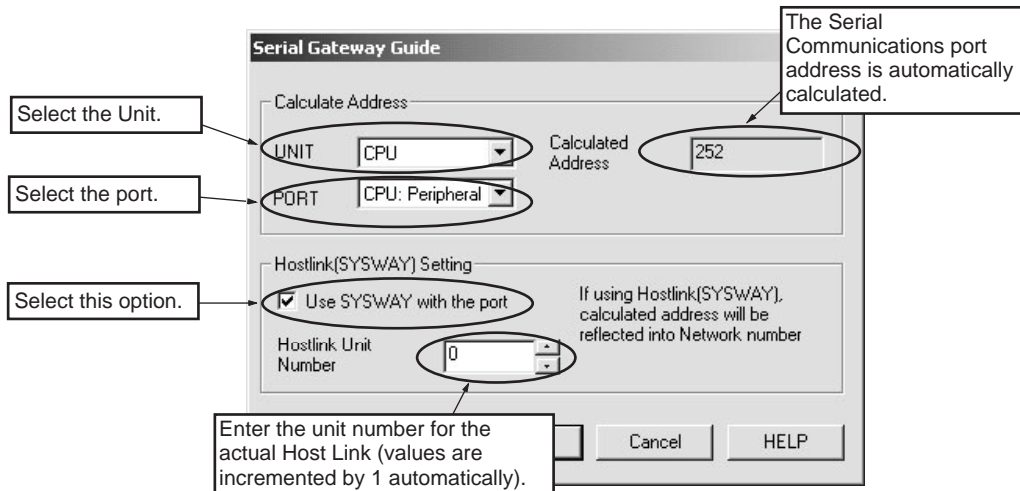 The Serial
Communications port
address is automatically
calculated.
Serial Gateway Guide
Calculate Address
Select the Unit.
UNIT
CPU
Calculated
Address
252
Select the port.
PORT
CPU: Peripheral
Hostlink(SYSWAY) Setting
Select this option.
Use SYSWAY with the port
If using Hostlink(SYSWAY),
calculated address will be
reflected into Network number
Hostlink Unit
Number
0
Enter the unit number for the
actual Host Link (values are
incremented by 1 automatically).
Cancel
HELP